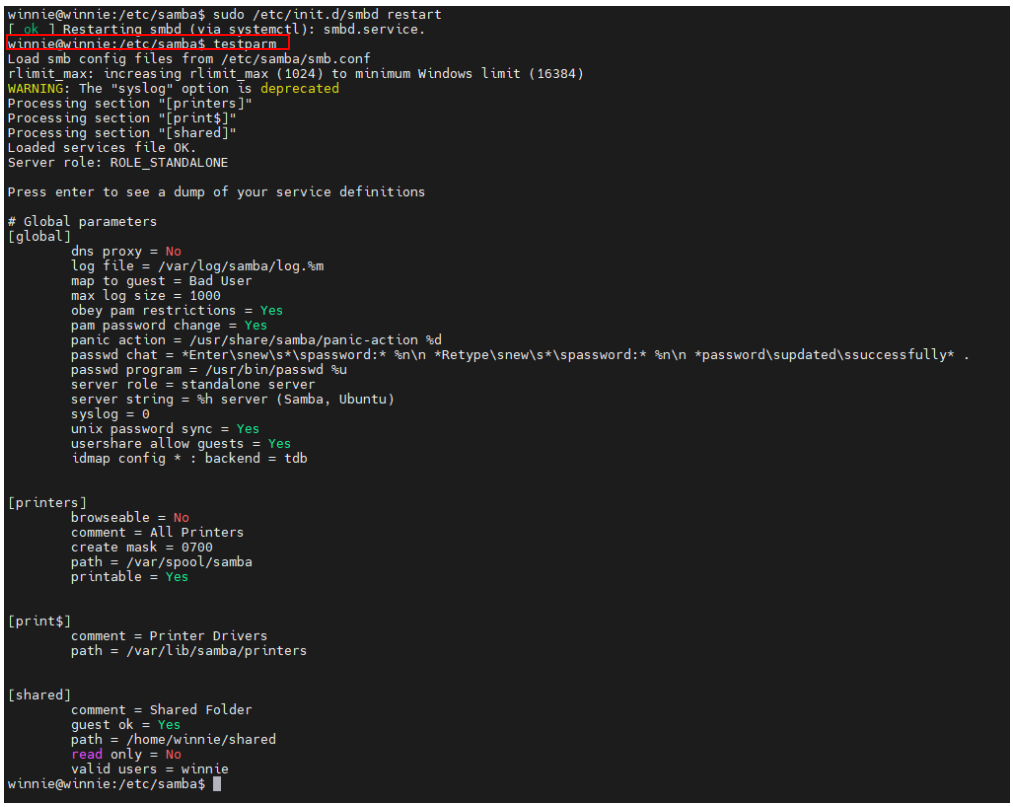 winnie@winnie:/etc/samba$ sudo /etc/init.d/smbd restart
[ ok ] Restarting smbd (via systemctl): smbd.service.
winnie@winnie:/etc/samba$ testparm
Load smb config files from /etc/samba/smb.conf
rlimit_max: increasing rlimit_max (1024) to minimum Windows limit (16384)
WARNING: The "syslog" option is deprecated
Processing section "[printers]"
Processing section "[print$]"
Processing section "[shared]"
Loaded services file OK.
Server role: ROLE_STANDALONE
Press enter to see a dump of your service definitions
# Global parameters
[global]
dns proxy = No
log file = /var/log/samba/log.%m
map to guest = Bad User
max log size = 1000
obey pam restrictions = Yes
pam password change = Yes
panic action = /usr/share/samba/panic-action %d
passwd chat = *Enter\snew\s*\spassword:* %n\n *Retype\snew\s*\spassword:* %n\n *password\supdated\ssuccessfully* .
passwd program = /usr/bin/passwd %u
server role = standalone server
server string = %h server (Samba, Ubuntu)
syslog = 0
unix password sync = Yes
usershare allow guests = Yes
idmap config * : backend = tdb
[printers]
browseable = No
comment = All Printers
create mask = 0700
path = /var/spool/samba
printable = Yes
[print$]
comment = Printer Drivers
path = /var/lib/samba/printers
[shared]
comment = Shared Folder
guest ok = Yes
path = /home/winnie/shared
read only = No
valid users = winnie
winnie@winnie:/etc/samba$